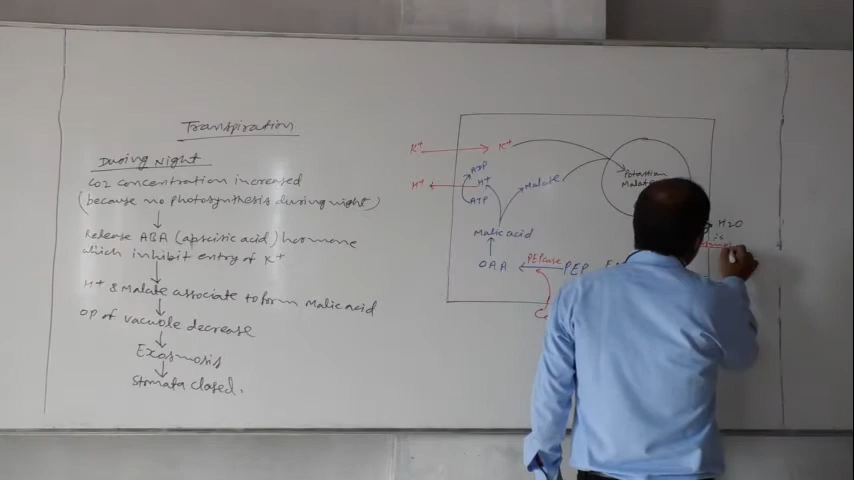 Transpiration
During Night
CO2 concentration increased
(because no photosynthesis during night)
Release ABA (apscisitic acid) hormone
which inhibit entry of K+
H+ & Malate associate to form Malic acid
OP of vacuole decrease
Exosmosis
Stomata closed.
K+ K+
ADP
H+ H+
ATP
Malate
Potassium
Malate
Malic acid
H2O
OAA PEPcase PEP